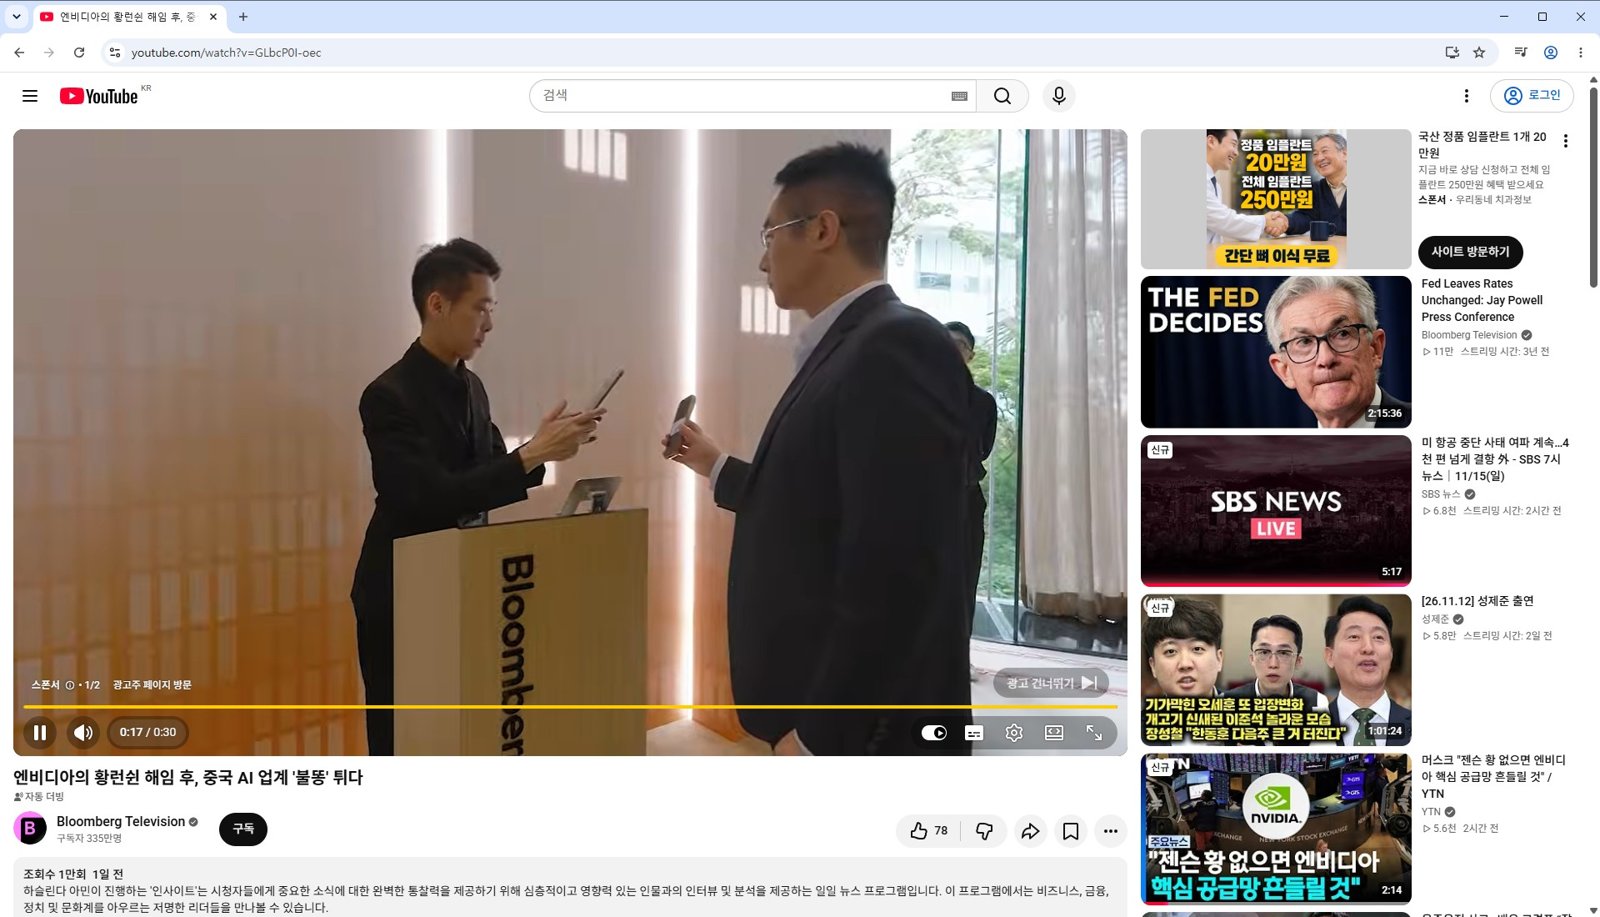 엔비디아의 황런쉰 해임 후, 중
youtube.com/watch?v=GLbcP0I-oec
YouTube KR
검색
로그인
Bloomber
스폰서 · 1/2 광고주 페이지 방문
광고 건너뛰기
0:17 / 0:30
엔비디아의 황런쉰 해임 후, 중국 AI 업계 '불똥' 튀다
자동 더빙
B
Bloomberg Television
구독자 335만명
구독
78
조회수 1만회 1일 전
하슬린다 아민이 진행하는 '인사이트'는 시청자들에게 중요한 소식에 대한 완벽한 통찰력을 제공하기 위해 심층적이고 영향력 있는 인물과의 인터뷰 및 분석을 제공하는 일일 뉴스 프로그램입니다. 이 프로그램에서는 비즈니스, 금융,
정치 및 문화계를 아우르는 저명한 리더들을 만나볼 수 있습니다.
정품 임플란트
20만원
전체 임플란트
250만원
간단 뼈 이식 무료
국산 정품 임플란트 1개 20
만원
지금 바로 상담 신청하고 전체 임
플란트 250만원 혜택 받으세요
스폰서 · 우리동네 치과정보
사이트 방문하기
THE FED
DECIDES
2:15:36
Fed Leaves Rates
Unchanged: Jay Powell
Press Conference
Bloomberg Television
11만 스트리밍 시간: 3년 전
신규
SBS NEWS
LIVE
5:17
미 항공 중단 사태 여파 계속...4
천 편 넘게 결항 外 - SBS 7시
뉴스 | 11/15(일)
SBS 뉴스
6.8천 스트리밍 시간: 2시간 전
신규
기가막힌 오세훈 또 입장변화
개고기 신새된 이준석 놀라운 모습
장성철 "한동훈 다음주 큰 거 터진다"
1:01:24
[26.11.12] 성제준 출연
성제준
5.8만 스트리밍 시간: 2일 전
신규
NVIDIA.
주요뉴스
"젠슨 황 없으면 엔비디아
핵심 공급망 흔들릴 것"
2:14
머스크 "젠슨 황 없으면 엔비디
아 핵심 공급망 흔들릴 것" /
YTN
YTN
5.6천 2시간 전